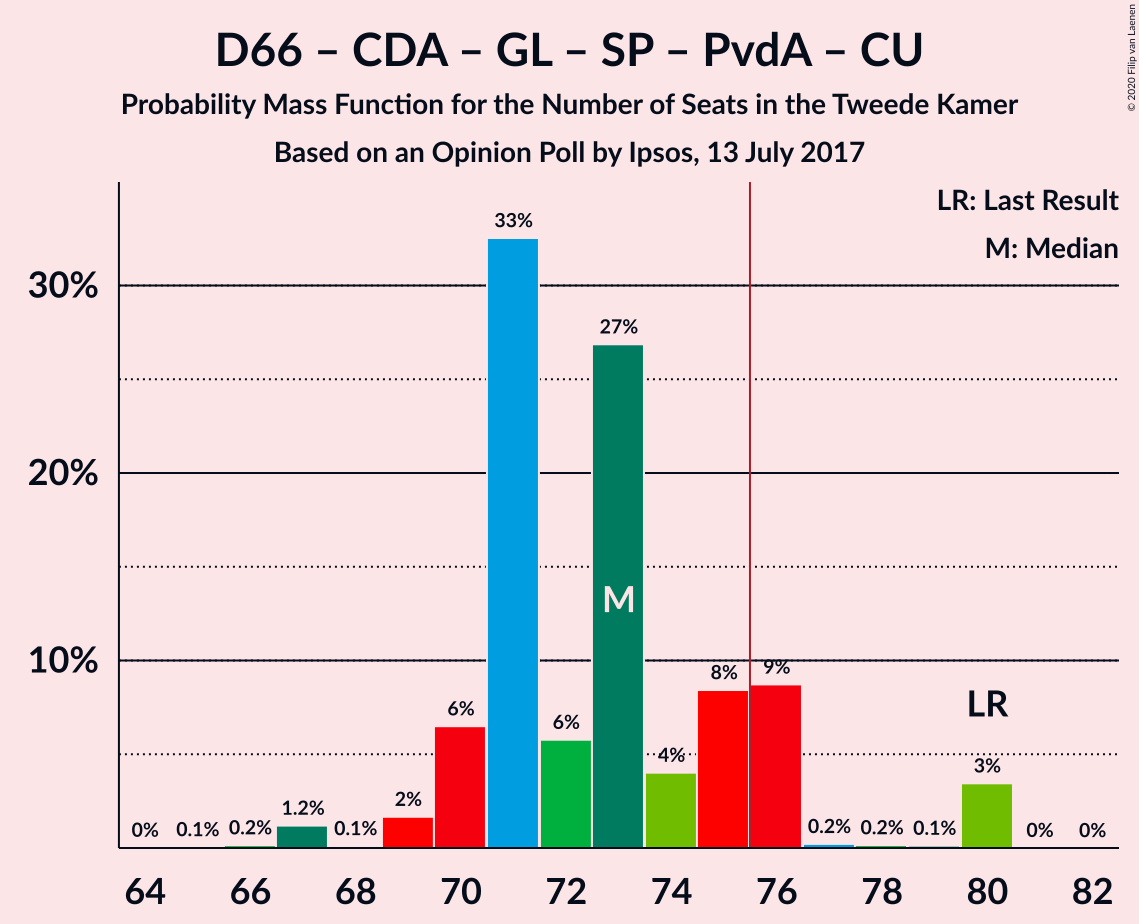 D66 – CDA – GL – SP – PvdA – CU
Probability Mass Function for the Number of Seats in the Tweede Kamer
Based on an Opinion Poll by Ipsos, 13 July 2017
© 2020 Filip van Laenen
LR: Last Result
M: Median
30%
20%
10%
0%
0.1%
0.2%
1.2%
0.1%
2%
6%
33%
6%
27%
4%
8%
9%
0.2%
0.2%
0.1%
3%
0%
0%
M
LR
64 66 68 70 72 74 76 78 80 82